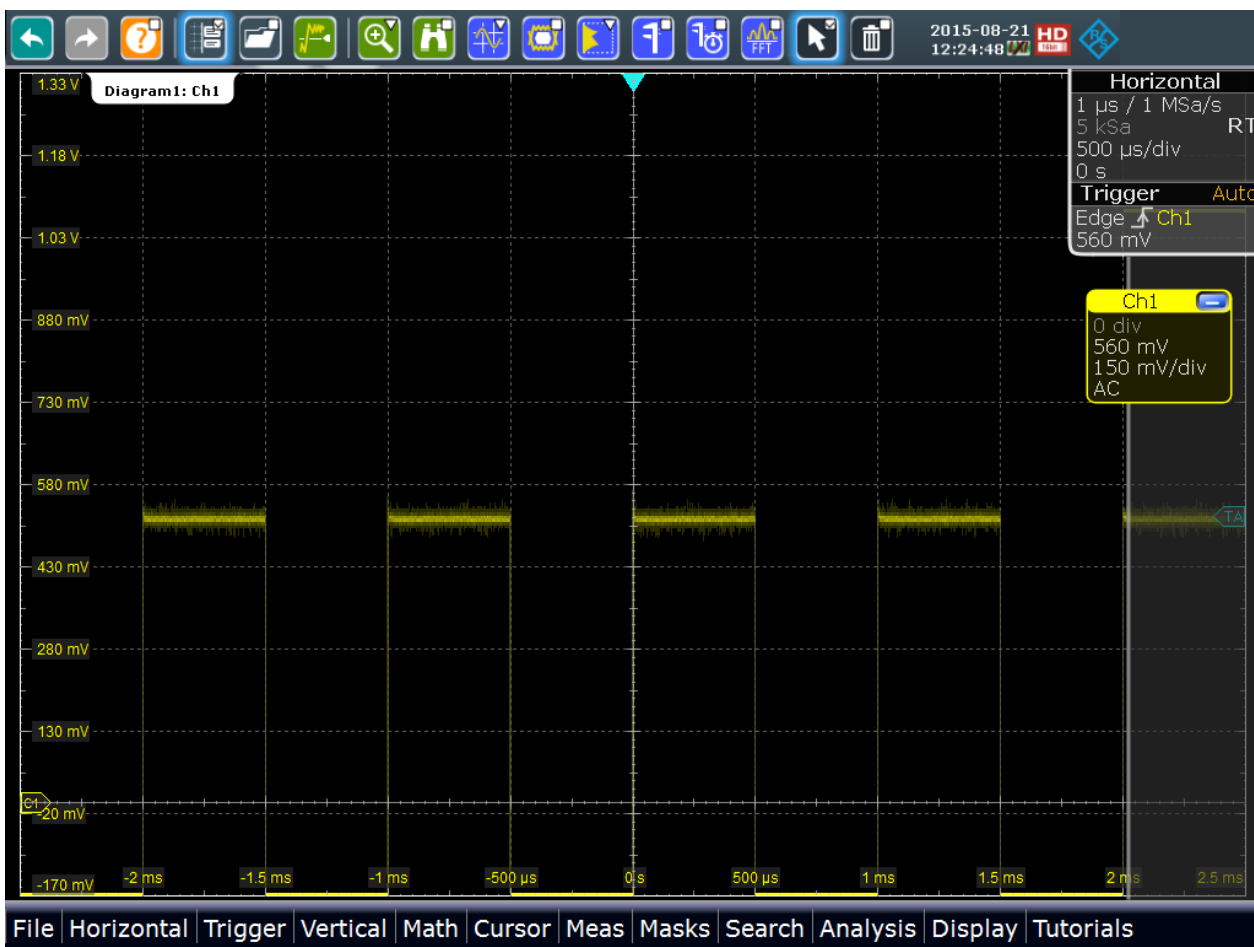 2015-08-21
12:24:48
HD
16bit
R&S
FFT
1.33 V
Diagram1: Ch1
1.18 V
1.03 V
880 mV
730 mV
580 mV
430 mV
280 mV
130 mV
C1
-20 mV
-170 mV
-2 ms
-1.5 ms
-1 ms
-500 µs
0 s
500 µs
1 ms
1.5 ms
2 ms
2.5 ms
Horizontal
1 µs / 1 MSa/s
5 kSa RT
500 µs/div
0 s
Trigger Auto
Edge Ch1
560 mV
Ch1
0 div
560 mV
150 mV/div
AC
TA
File Horizontal Trigger Vertical Math Cursor Meas Masks Search Analysis Display Tutorials